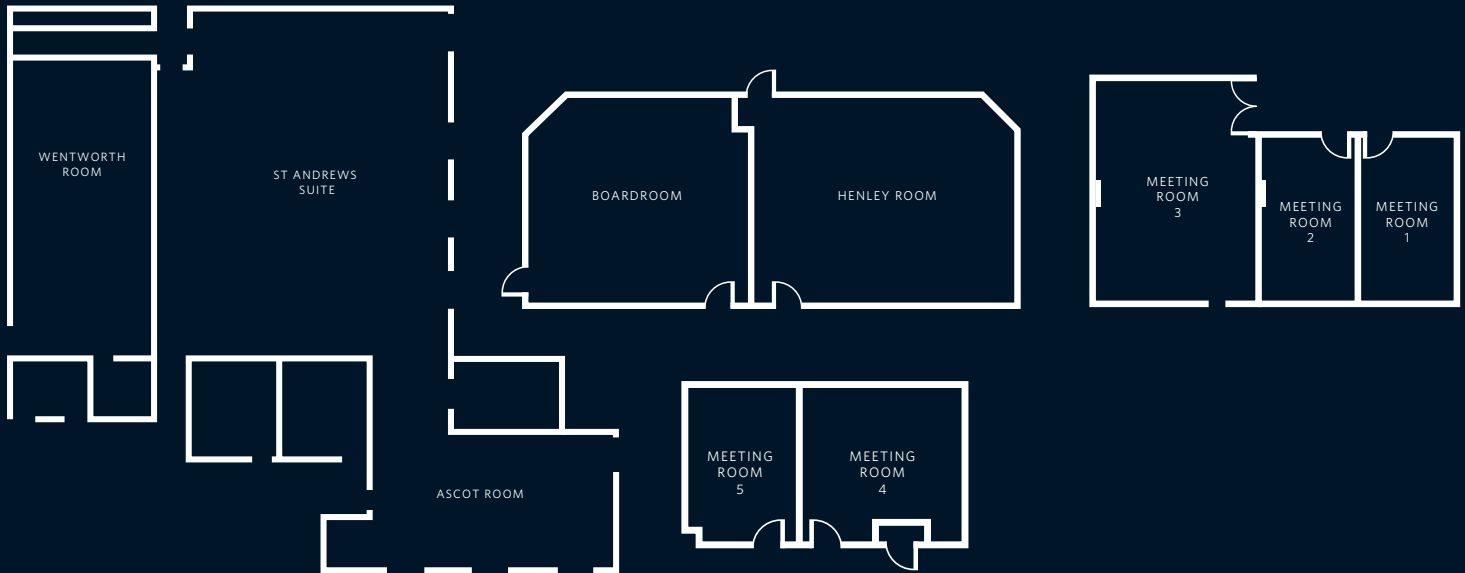 WENTWORTH
ROOM
ST ANDREWS
SUITE
BOARDROOM
HENLEY ROOM
MEETING
ROOM
3
MEETING
ROOM
2
MEETING
ROOM
1
MEETING
ROOM
5
MEETING
ROOM
4
ASCOT ROOM